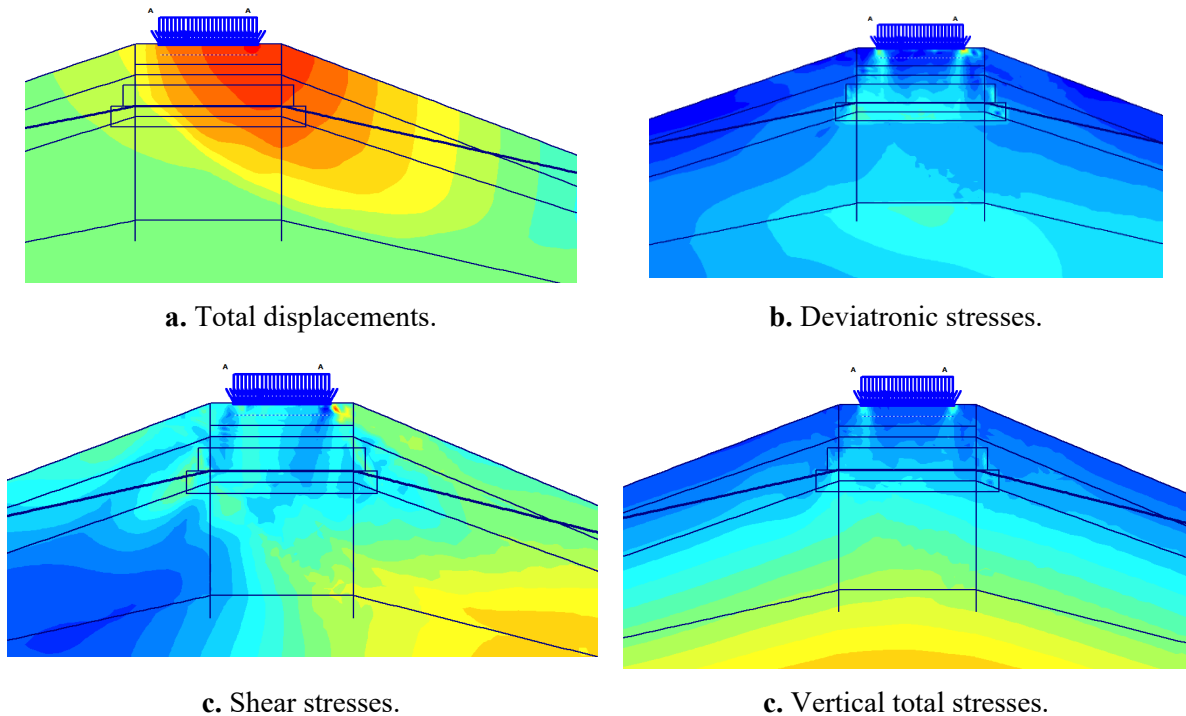 A A
A A
a. Total displacements.
b. Deviatronic stresses.
A A
A A
c. Shear stresses.
c. Vertical total stresses.